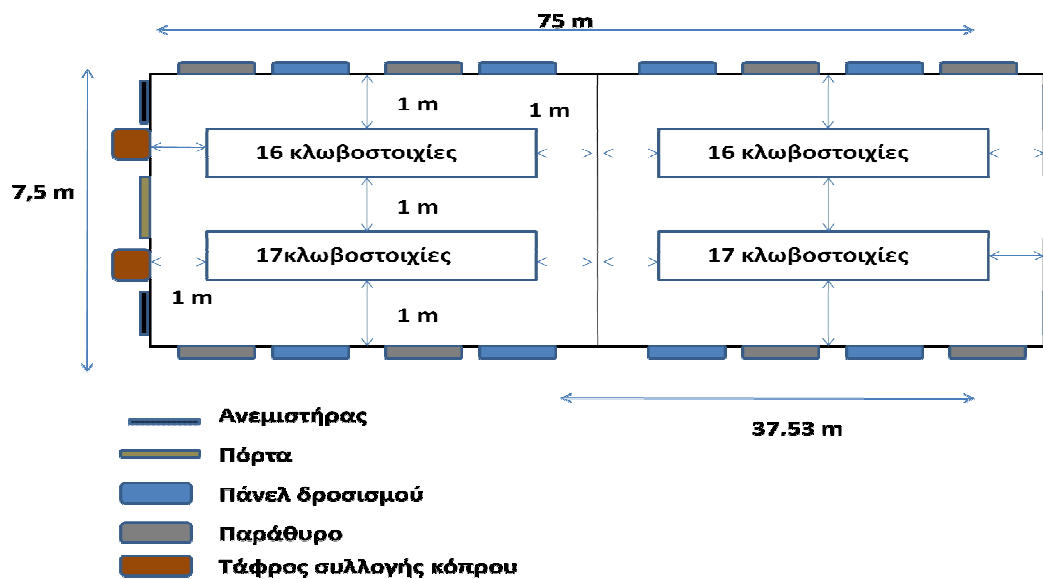 75 m
1 m
1 m
16 κλωβοστοιχίες
16 κλωβοστοιχίες
7,5 m
1 m
17κλωβοστοιχίες
17 κλωβοστοιχίες
1 m
1 m
37.53 m
Ανεμιστήρας
Πόρτα
Πάνελ δροσισμού
Παράθυρο
Τάφρος συλλογής κόπρου